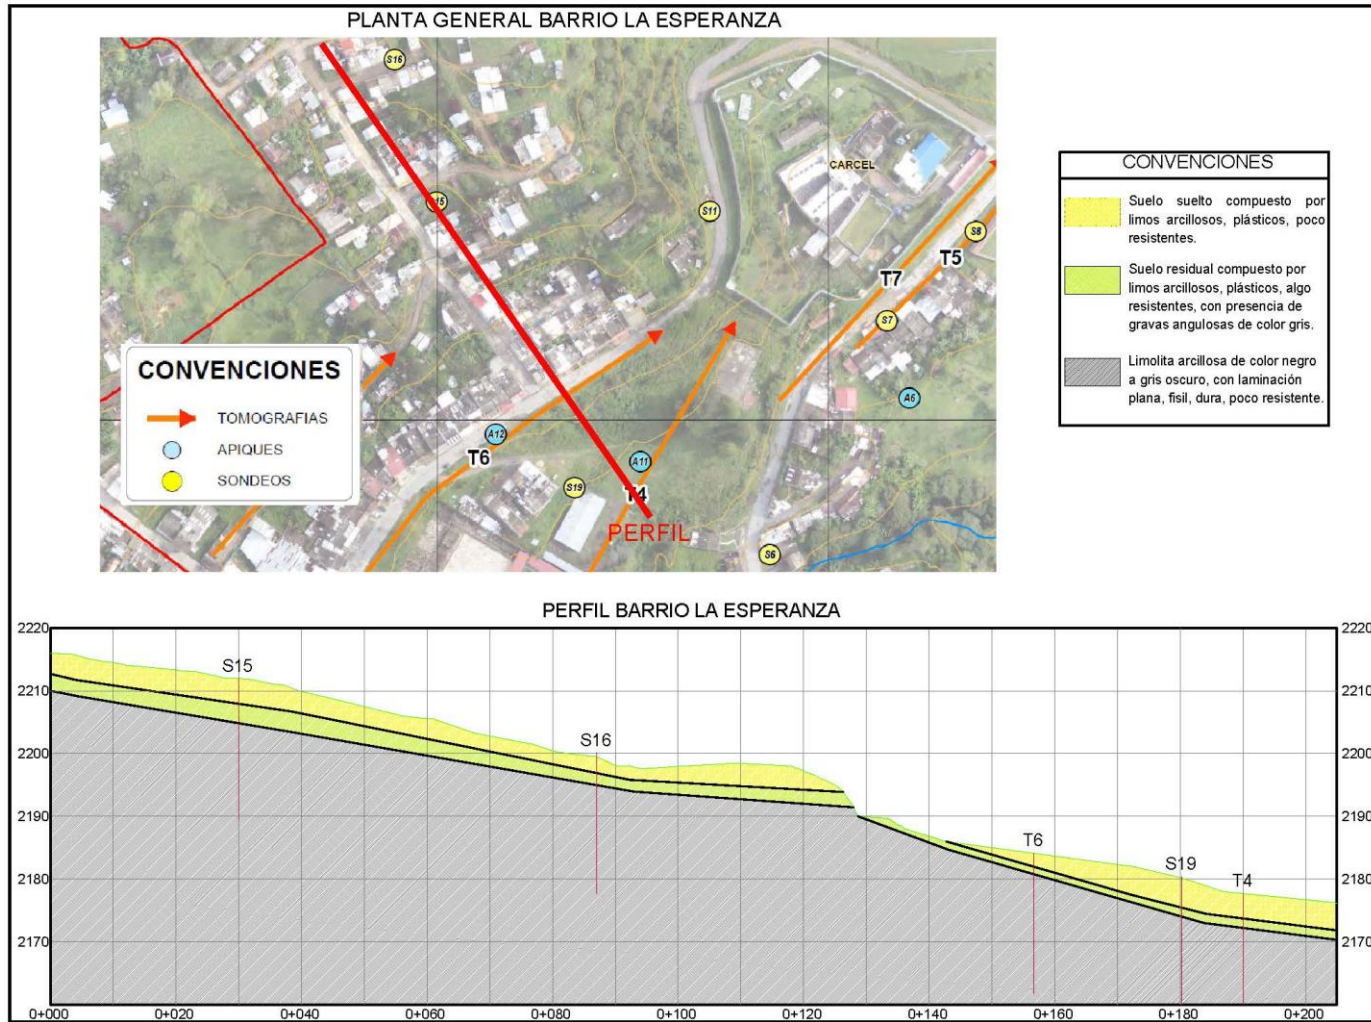 PLANTA GENERAL BARRIO LA ESPERANZA
S16
S15
S11
CARCEL
S8
T5
T7
S7
A6
A12
T6
A11
S19
T4
PERFIL
S6
CONVENCIONES
TOMOGRAFIAS
APIQUES
SONDEOS
CONVENCIONES
Suelo suelto compuesto por
limos arcillosos, plásticos, poco
resistentes.
Suelo residual compuesto por
limos arcillosos, plásticos, algo
resistentes, con presencia de
gravas angulosas de color gris.
Limolita arcillosa de color negro
a gris oscuro, con laminación
plana, fisil, dura, poco resistente.
PERFIL BARRIO LA ESPERANZA
2220 2220
S15
2210 2210
S16
2200 2200
2190 2190
T6
S19
T4
2180 2180
2170 2170
0+000 0+020 0+040 0+060 0+080 0+100 0+120 0+140 0+160 0+180 0+200